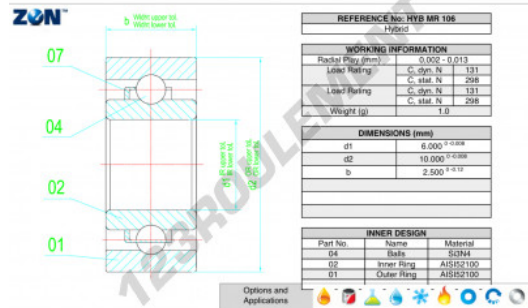 ZEN
b Width upper tol.
Width lower tol.
07
04
02
01
d1 IR upper tol.
IR lower tol.
d2 OR upper tol.
OR lower tol.
123ROULEMENT
REFERENCE No: HYB MR 106
Hybrid
WORKING INFORMATION
Radial Play (mm) 0,002 - 0,013
Load Rating C, dyn. N 131
C, stat. N 298
Load Rating C, dyn. N 131
C, stat. N 298
Weight (g) 1.0
DIMENSIONS (mm)
d1 6.000 0 -0.008
d2 10.000 0 -0.008
b 2.500 0 -0.12
INNER DESIGN
Part No. Name Material
04 Balls Si3N4
02 Inner Ring AISI52100
01 Outer Ring AISI52100
Options and
Applications